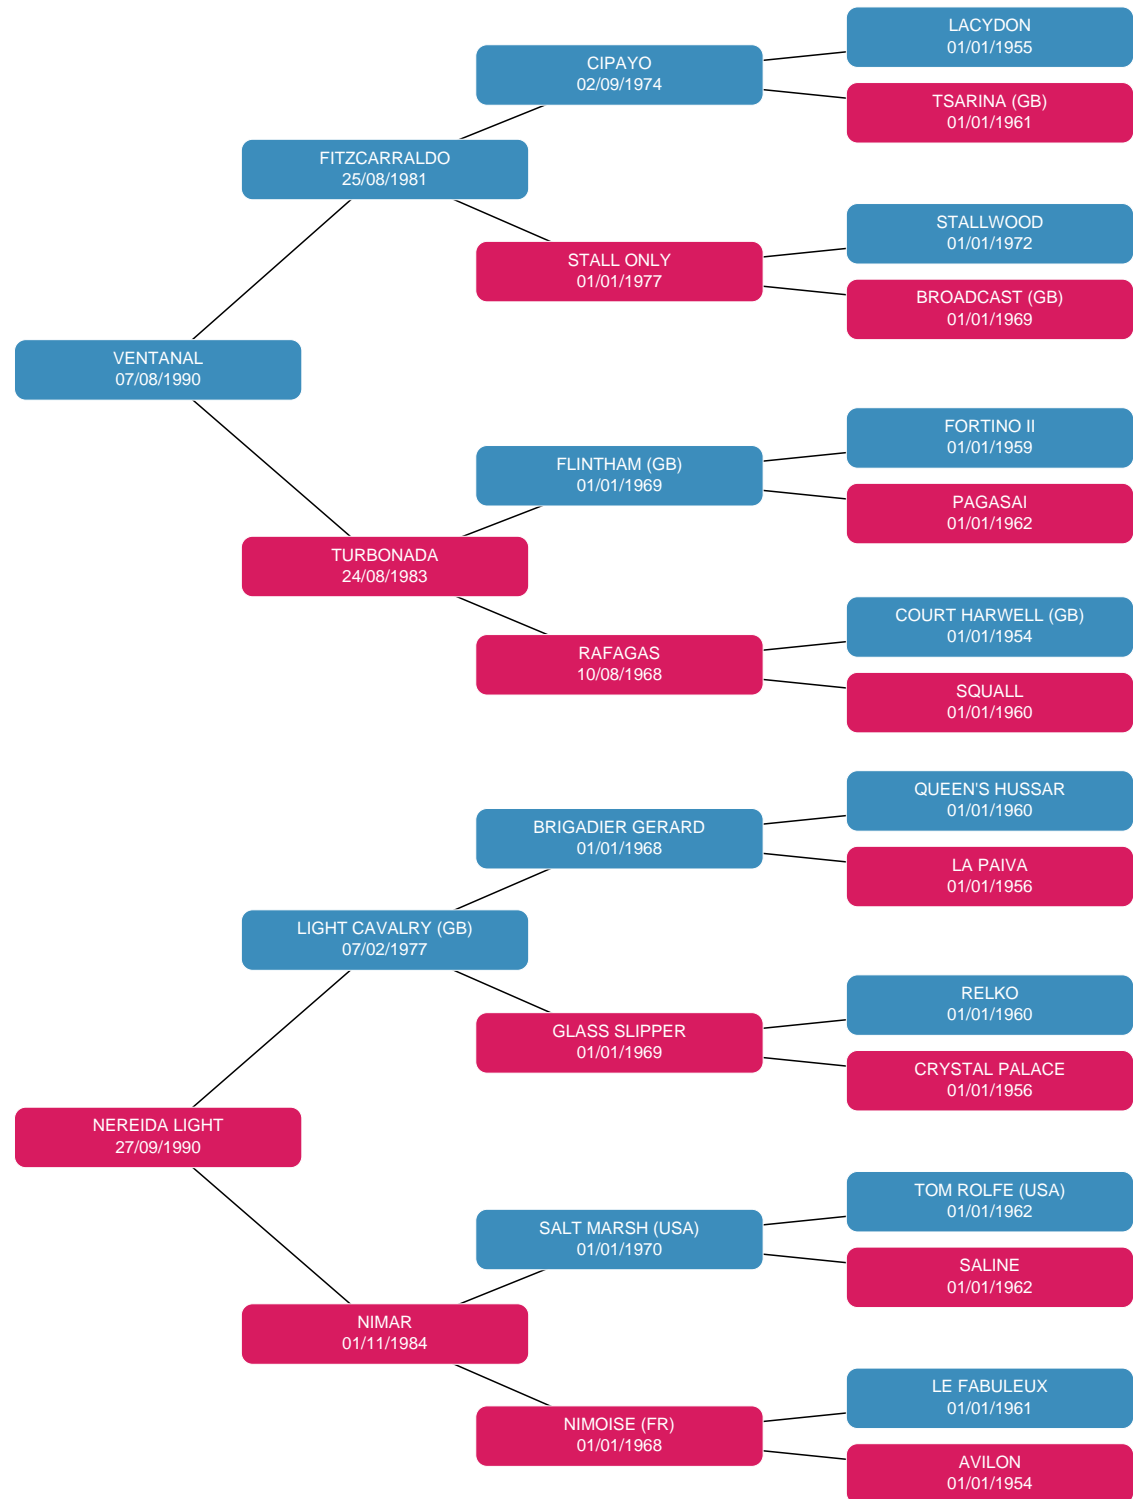 LACYDON
01/01/1955
CIPAYO
02/09/1974
TSARINA (GB)
01/01/1961
FITZCARRALDO
25/08/1981
STALLWOOD
01/01/1972
STALL ONLY
01/01/1977
BROADCAST (GB)
01/01/1969
VENTANAL
07/08/1990
FORTINO II
01/01/1959
FLINTHAM (GB)
01/01/1969
PAGASAI
01/01/1962
TURBONADA
24/08/1983
COURT HARWELL (GB)
01/01/1954
RAFAGAS
10/08/1968
SQUALL
01/01/1960
QUEEN'S HUSSAR
01/01/1960
BRIGADIER GERARD
01/01/1968
LA PAIVA
01/01/1956
LIGHT CAVALRY (GB)
07/02/1977
RELKO
01/01/1960
GLASS SLIPPER
01/01/1969
CRYSTAL PALACE
01/01/1956
NEREIDA LIGHT
27/09/1990
TOM ROLFE (USA)
01/01/1962
SALT MARSH (USA)
01/01/1970
SALINE
01/01/1962
NIMAR
01/11/1984
LE FABULEUX
01/01/1961
NIMOISE (FR)
01/01/1968
AVILON
01/01/1954